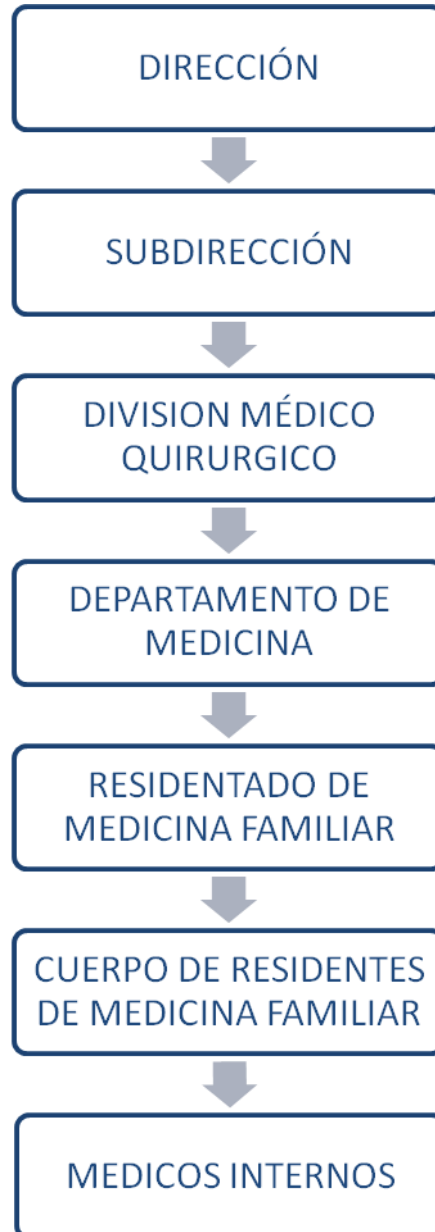 DIRECCIÓN
SUBDIRECCIÓN
DIVISION MÉDICO
QUIRURGICO
DEPARTAMENTO DE
MEDICINA
RESIDENTADO DE
MEDICINA FAMILIAR
CUERPO DE RESIDENTES
DE MEDICINA FAMILIAR
MEDICOS INTERNOS